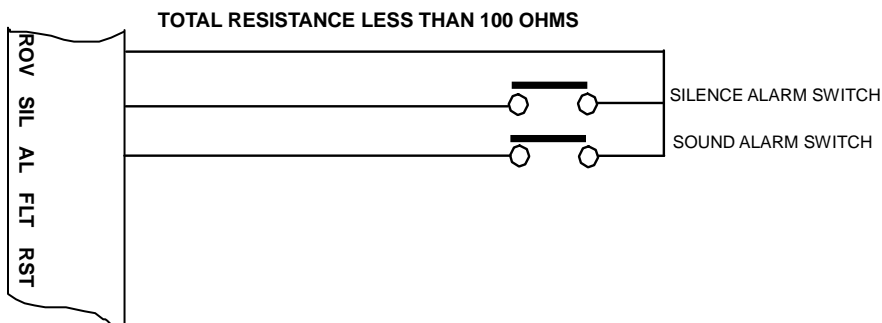 TOTAL RESISTANCE LESS THAN 100 OHMS
ROV
SIL
AL
FLT
RST
SILENCE ALARM SWITCH
SOUND ALARM SWITCH